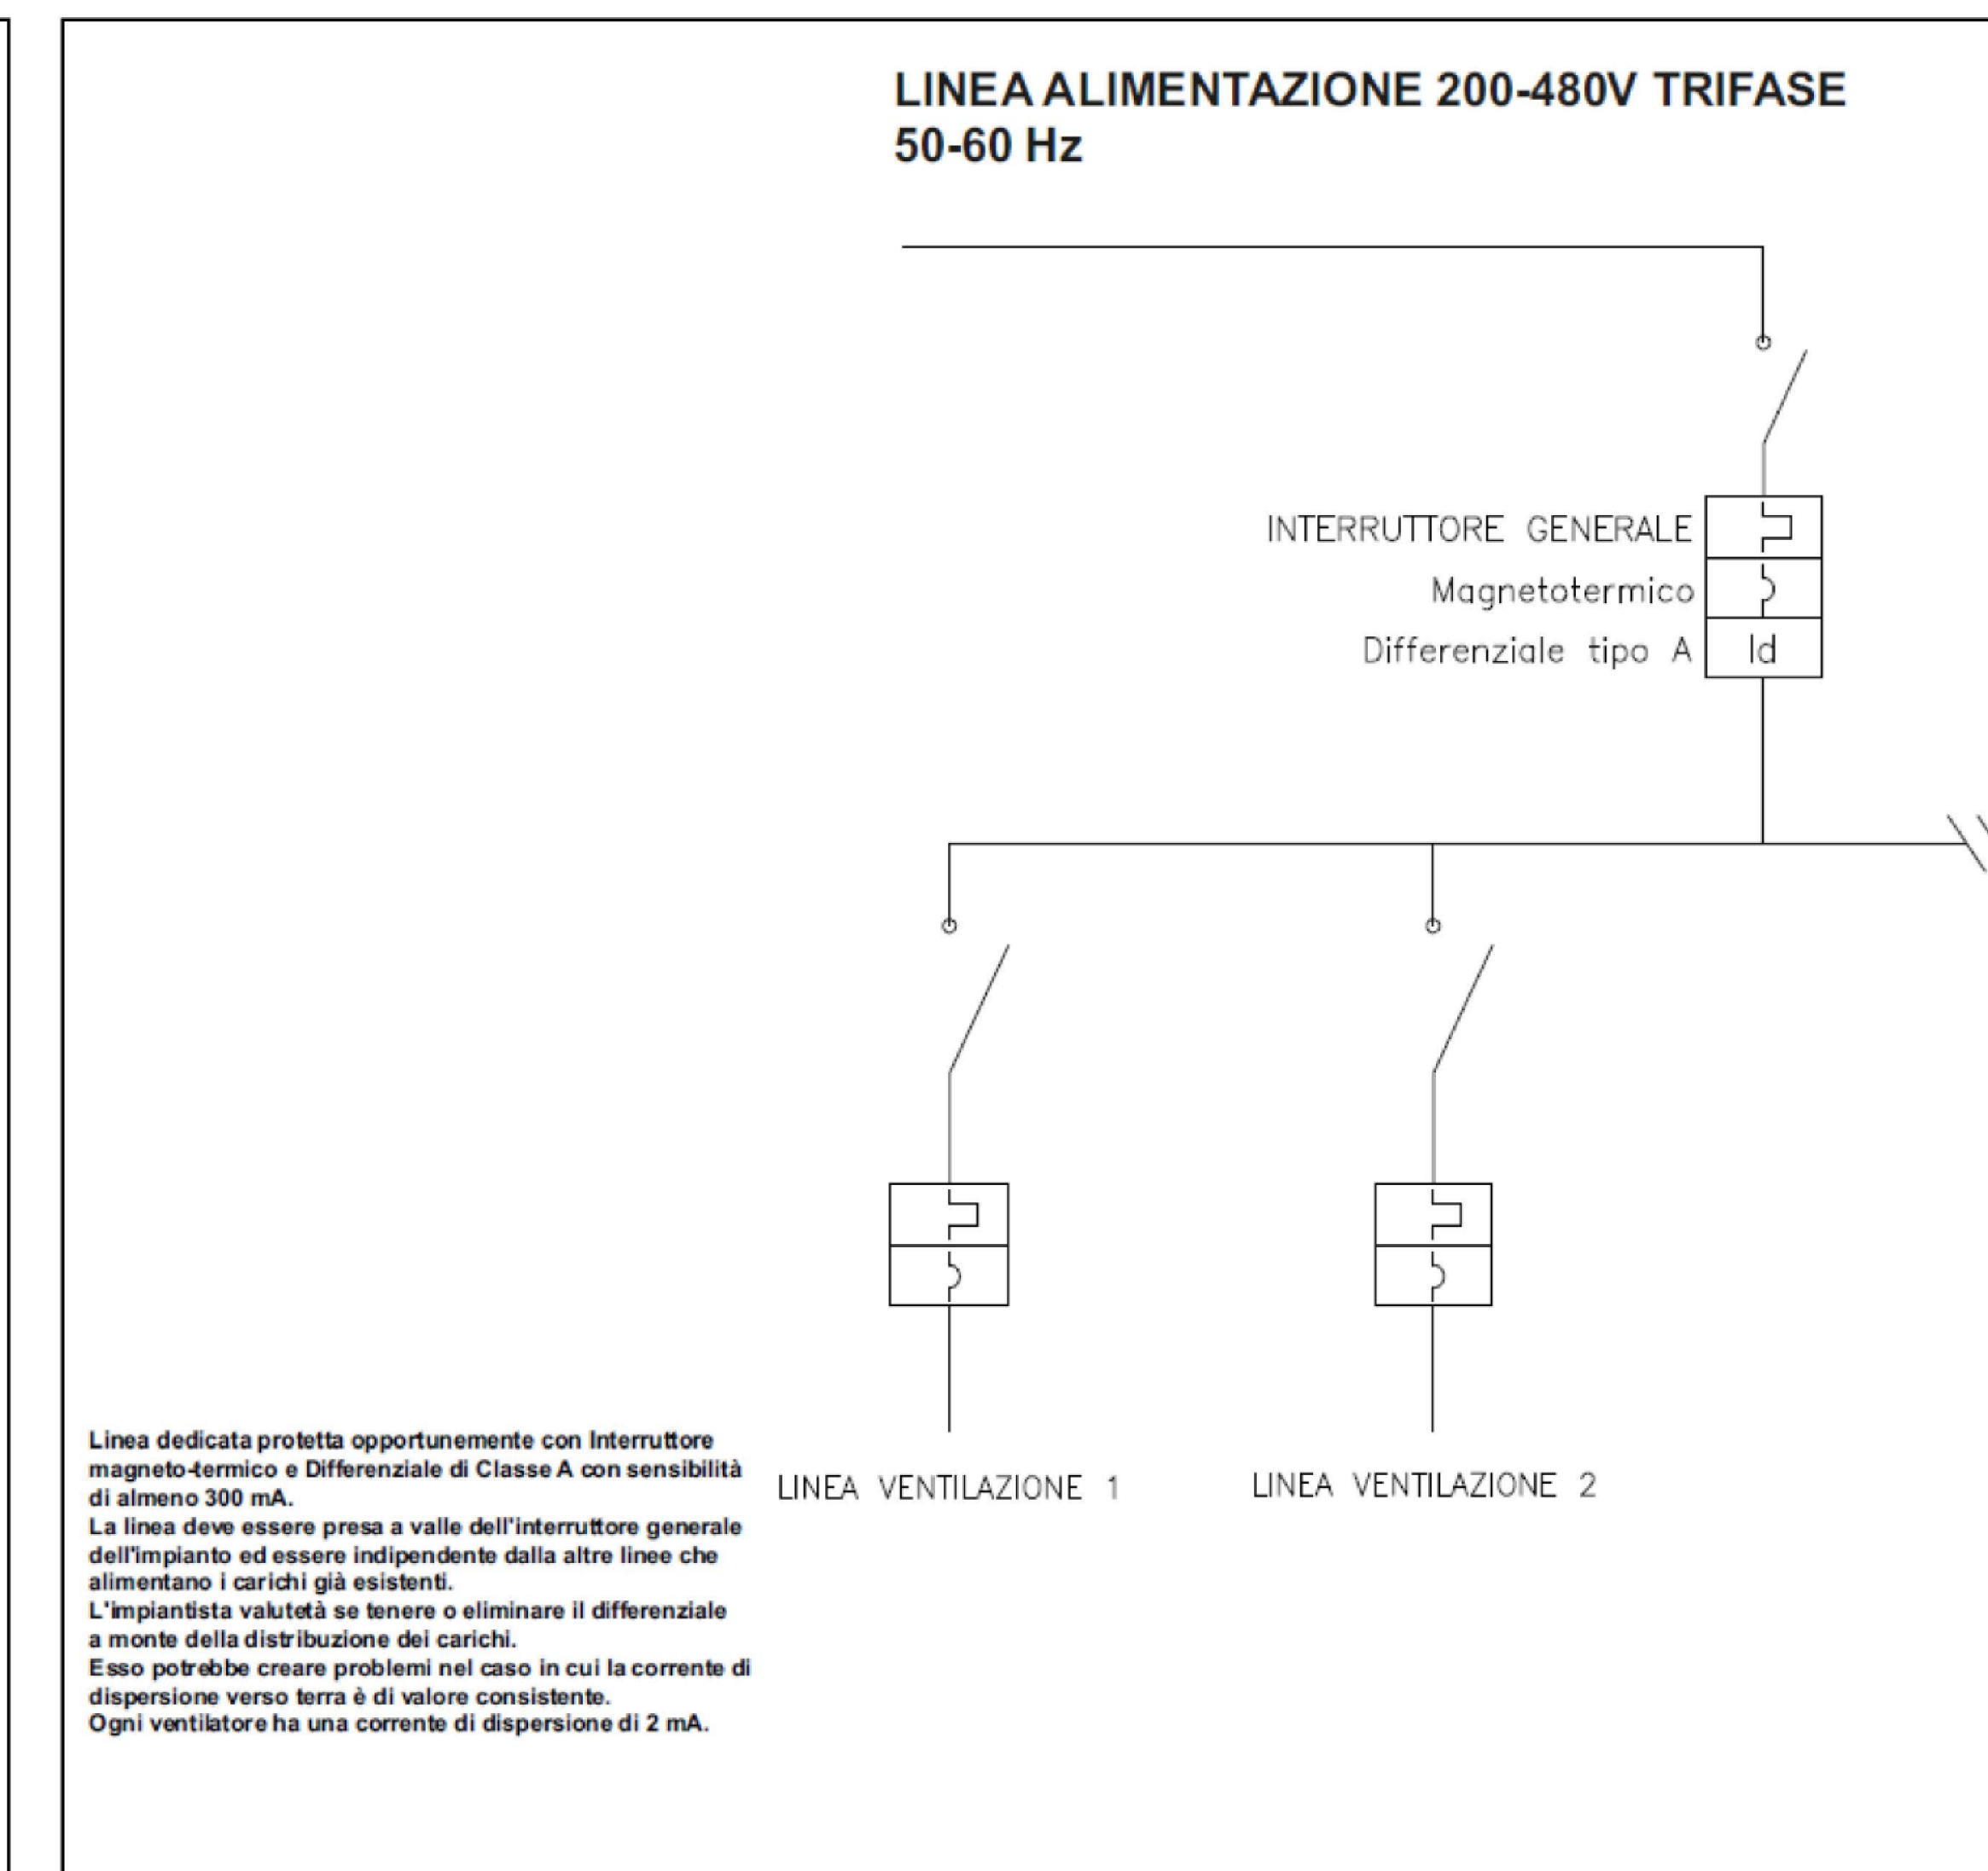 LINEA ALIMENTAZIONE 200-480V TRIFASE
50-60 Hz
INTERRUTTORE GENERALE
Magnetotermico
Differenziale tipo A
Id
Linea dedicata protetta opportunemente con Interruttore
magneto-termico e Differenziale di Classe A con sensibilità
di almeno 300 mA.
La linea deve essere presa a valle dell'interruttore generale
dell'impianto ed essere indipendente dalla altre linee che
alimentano i carichi già esistenti.
L'impiantista valutetà se tenere o eliminare il differenziale
a monte della distribuzione dei carichi.
Esso potrebbe creare problemi nel caso in cui la corrente di
dispersione verso terra è di valore consistente.
Ogni ventilatore ha una corrente di dispersione di 2 mA.
LINEA VENTILAZIONE 1
LINEA VENTILAZIONE 2